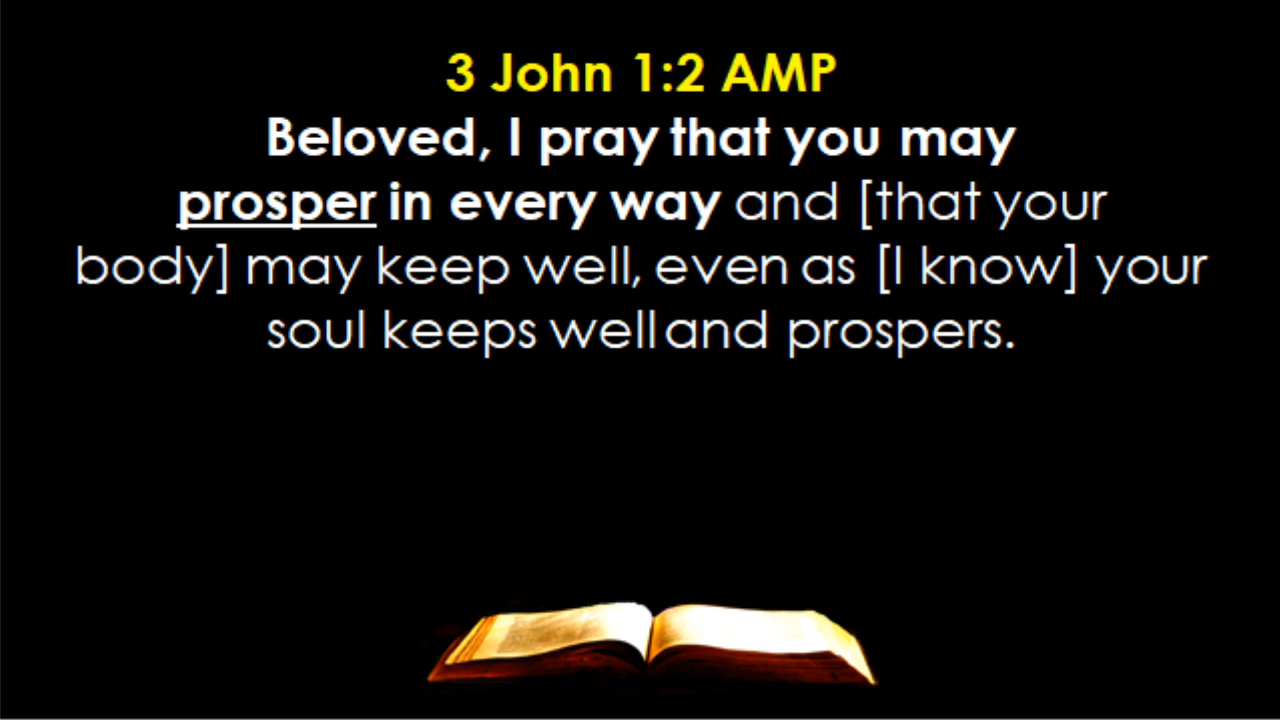 3 John 1:2 AMP
Beloved, I pray that you may
prosper in every way and [that your
body] may keep well, even as [I know] your
soul keeps well and prospers.